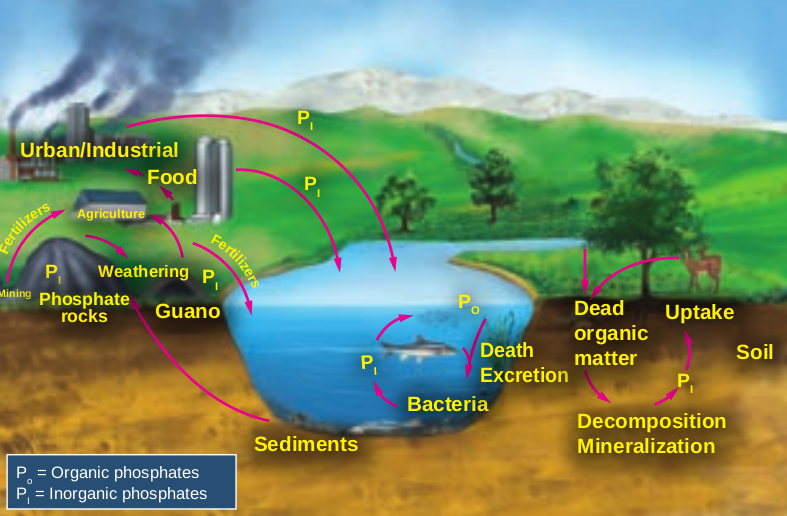 P_I
Urban/Industrial
Food
P_I
Fertilizers
Agriculture
Fertilizers
Mining
P_I
Weathering
P_I
Phosphate
rocks
Guano
P_o
P_I
Death
Excretion
Bacteria
Sediments
Dead
organic
matter
Uptake
Soil
P_I
Decomposition
Mineralization
P_o = Organic phosphates
P_I = Inorganic phosphates